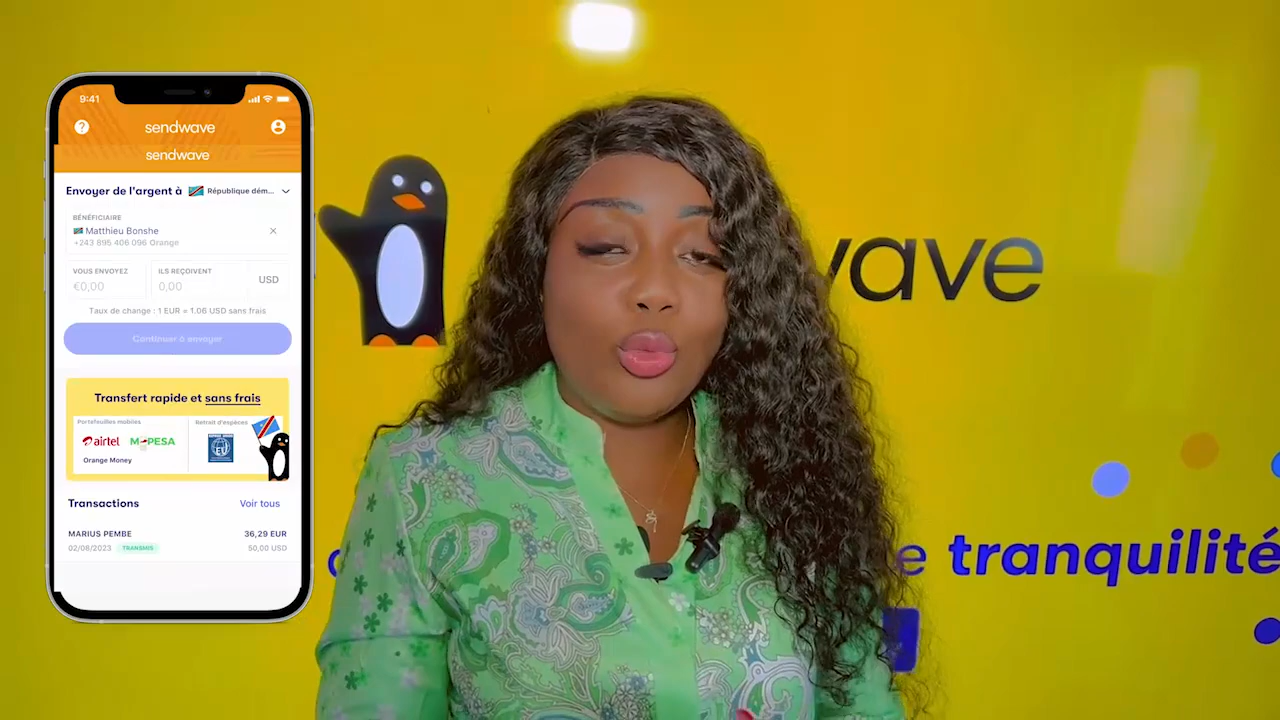 9:41
sendwave
sendwave
Envoyer de l'argent à République dém...
BÉNÉFICIAIRE
Matthieu Bonshe
+243 895 406 096 Orange
VOUS ENVOYEZ
ILS REÇOIVENT
€0,00
0,00
USD
Taux de change : 1 EUR = 1.06 USD sans frais
Continuer à envoyer
Transfert rapide et sans frais
Portefeuilles mobiles
Retrait d'espèces
airtel
M-PESA
Orange Money
Transactions
Voir tous
MARIUS PEMBE
36,29 EUR
02/08/2023
TRANSMIS
50,00 USD
wave
e tranquilité